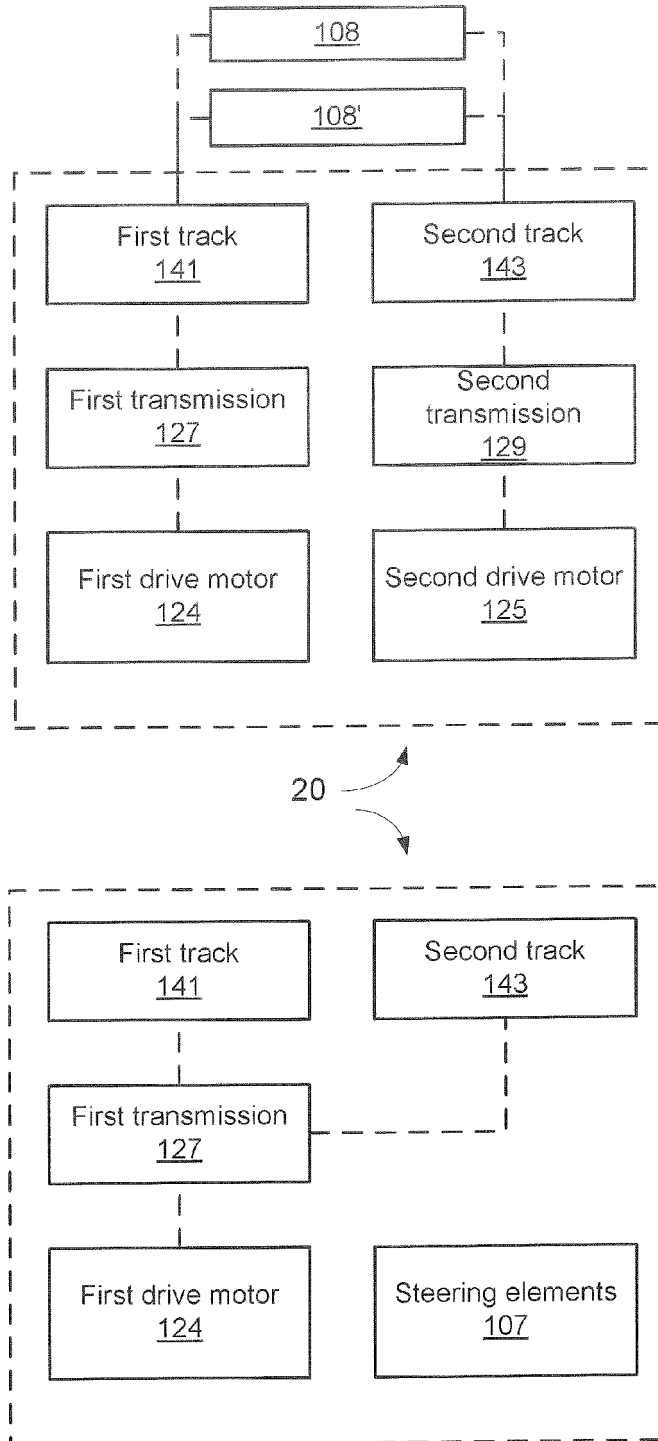 108
108'
First track
141
Second track
143
First transmission
127
Second
transmission
129
First drive motor
124
Second drive motor
125
20
First track
141
Second track
143
First transmission
127
First drive motor
124
Steering elements
107